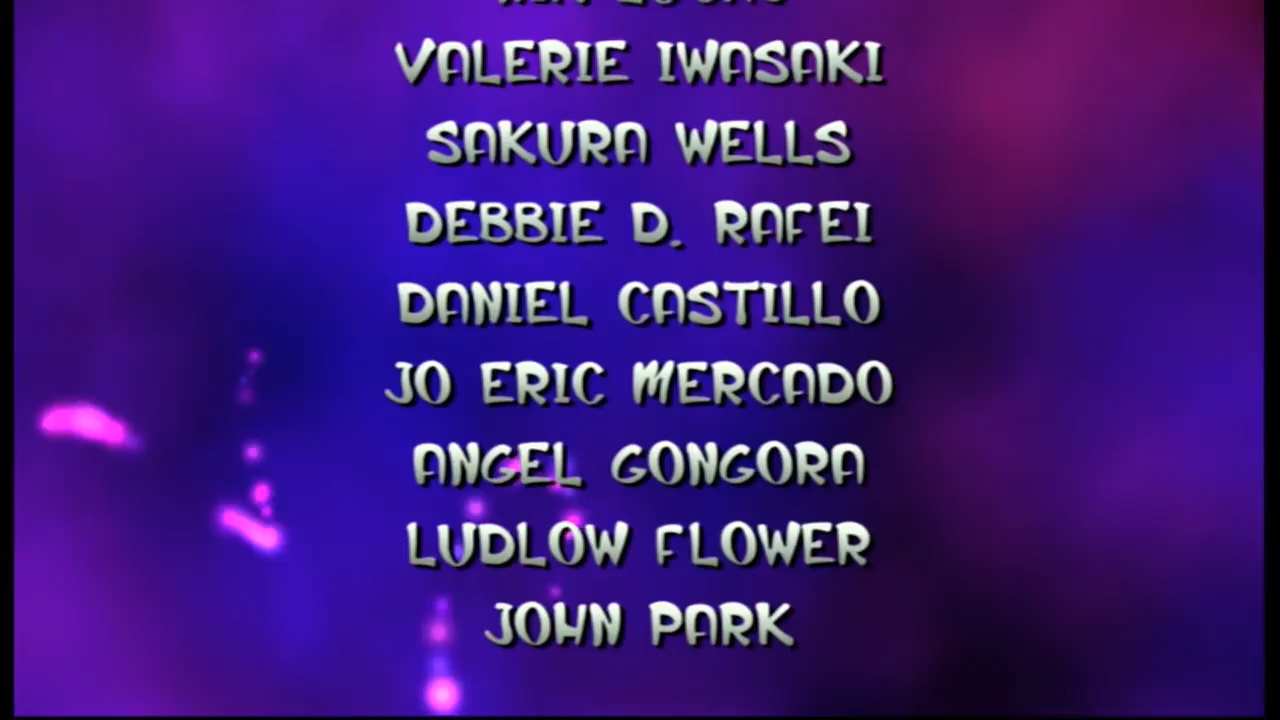 VALERIE IWASAKI
SAKURA WELLS
DEBBIE D. RAFEI
DANIEL CASTILLO
JO ERIC MERCADO
ANGEL GONGORA
LUDLOW FLOWER
JOHN PARK